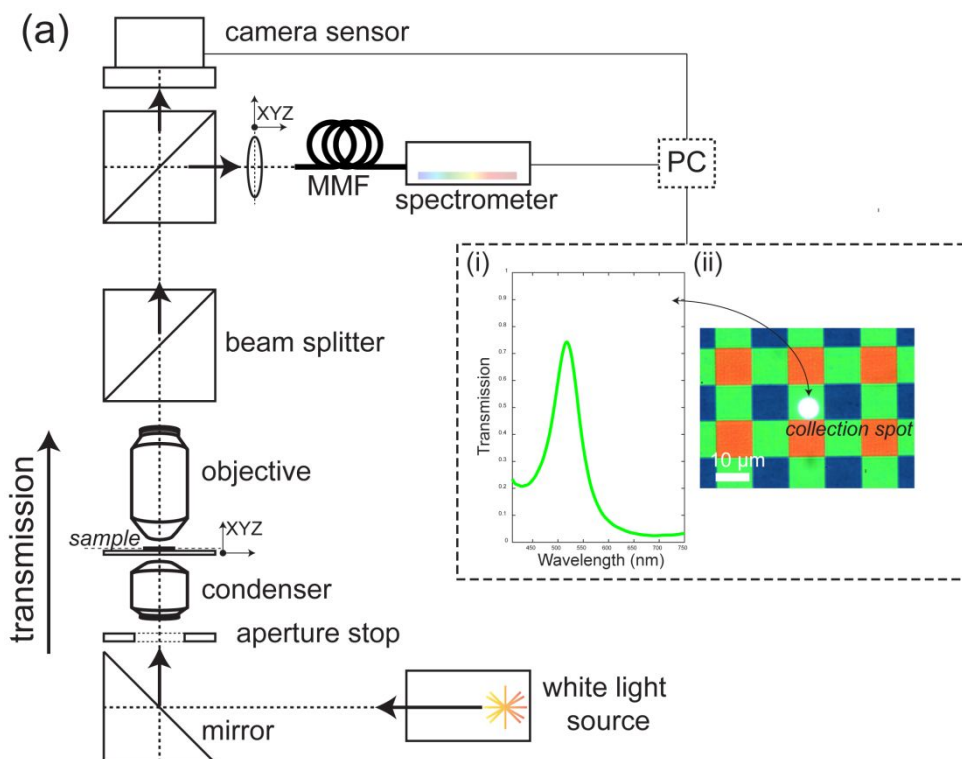 (a)
camera sensor
XYZ
MMF
spectrometer
PC
beam splitter
objective
sample
XYZ
condenser
aperture stop
transmission
mirror
white light
source
(i)
Transmission
1
0.9
0.8
0.7
0.6
0.5
0.4
0.3
0.2
0.1
0
450 500 550 600 650 700 750
Wavelength (nm)
(ii)
collection spot
10 µm